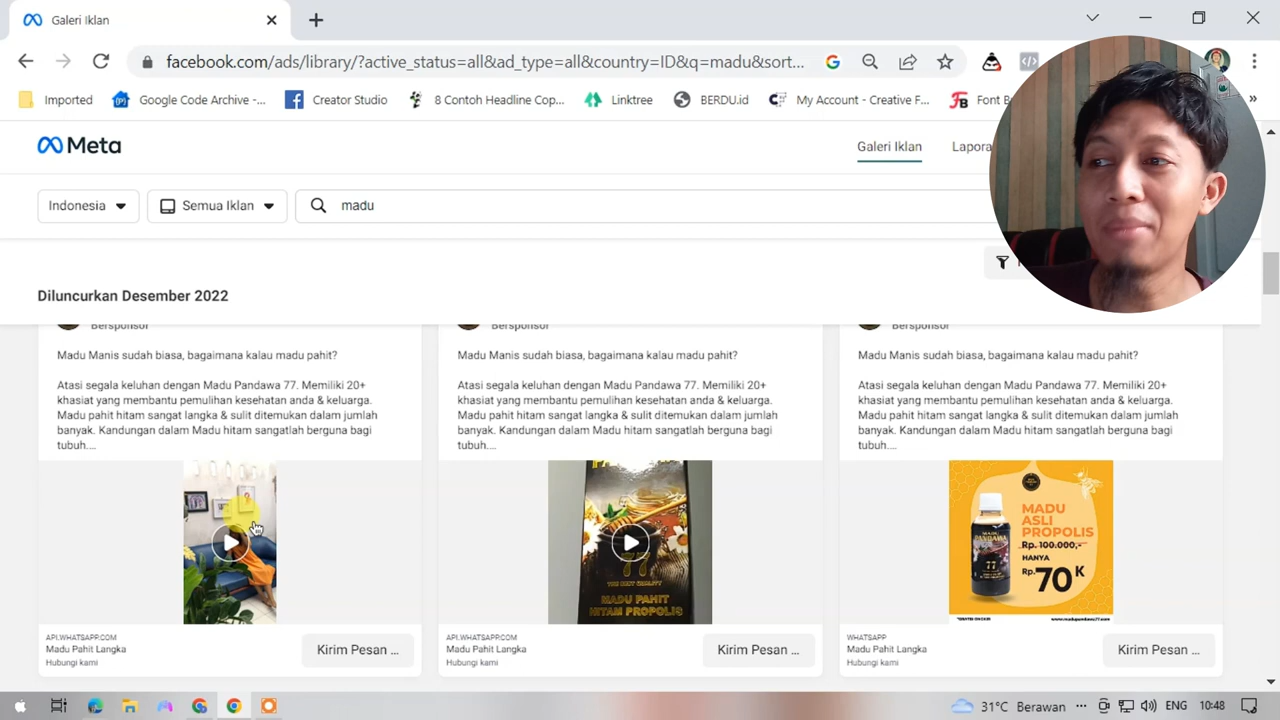 Galeri Iklan
facebook.com/ads/library/?active_status=all&ad_type=all&country=ID&q=madu&sort...
Imported
Google Code Archive -...
Creator Studio
8 Contoh Headline Cop...
Linktree
BERDU.id
My Account - Creative F...
Font B
Meta
Galeri Iklan
Lapora
Indonesia
Semua Iklan
madu
Diluncurkan Desember 2022
Bersponsor
Madu Manis sudah biasa, bagaimana kalau madu pahit?
Atasi segala keluhan dengan Madu Pandawa 77. Memiliki 20+
khasiat yang membantu pemulihan kesehatan anda & keluarga.
Madu pahit hitam sangat langka & sulit ditemukan dalam jumlah
banyak. Kandungan dalam Madu hitam sangatlah berguna bagi
tubuh....
API.WHATSAPP.COM
Madu Pahit Langka
Hubungi kami
Kirim Pesan ...
Bersponsor
Madu Manis sudah biasa, bagaimana kalau madu pahit?
Atasi segala keluhan dengan Madu Pandawa 77. Memiliki 20+
khasiat yang membantu pemulihan kesehatan anda & keluarga.
Madu pahit hitam sangat langka & sulit ditemukan dalam jumlah
banyak. Kandungan dalam Madu hitam sangatlah berguna bagi
tubuh....
77
THE BEST QUALITY
MADU PAHIT
HITAM PROPOLIS
API.WHATSAPP.COM
Madu Pahit Langka
Hubungi kami
Kirim Pesan ...
Bersponsor
Madu Manis sudah biasa, bagaimana kalau madu pahit?
Atasi segala keluhan dengan Madu Pandawa 77. Memiliki 20+
khasiat yang membantu pemulihan kesehatan anda & keluarga.
Madu pahit hitam sangat langka & sulit ditemukan dalam jumlah
banyak. Kandungan dalam Madu hitam sangatlah berguna bagi
tubuh....
MADU
ASLI
PROPOLIS
Rp. 100.000,-
HANYA
Rp. 70K
PANDAWA
77
www.madupandawa77.com
WHATSAPP
Madu Pahit Langka
Hubungi kami
Kirim Pesan ...
31°C Berawan
ENG
10:48